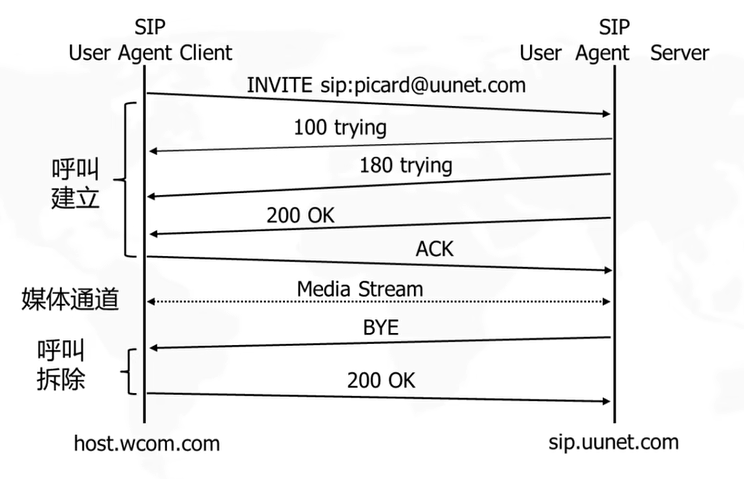 SIP
User Agent Client
SIP
User Agent Server
INVITE sip:picard@uunet.com
100 trying
180 trying
呼叫
建立
200 OK
ACK
媒体通道
Media Stream
BYE
呼叫
拆除
200 OK
host.wcom.com
sip.uunet.com